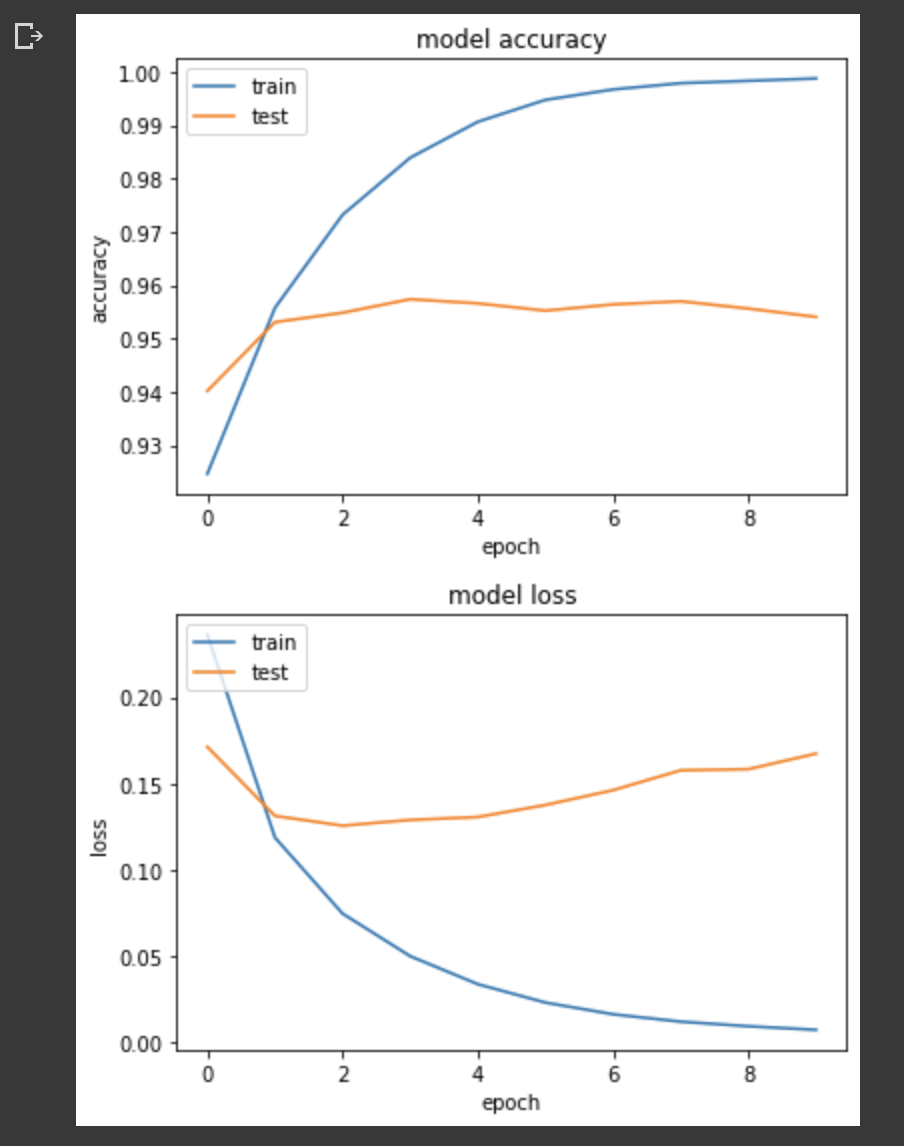 model accuracy
train
test
1.00
0.99
0.98
0.97
0.96
0.95
0.94
0.93
accuracy
0 2 4 6 8
epoch
model loss
train
test
0.20
0.15
0.10
0.05
0.00
loss
0 2 4 6 8
epoch